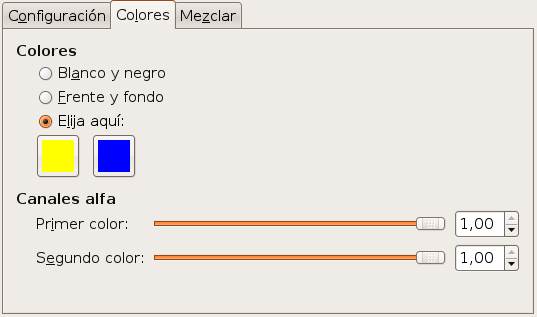 Configuración Colores Mezclar
Colores
Blanco y negro
Frente y fondo
Elija aquí:
Canales alfa
Primer color: 1,00
Segundo color: 1,00